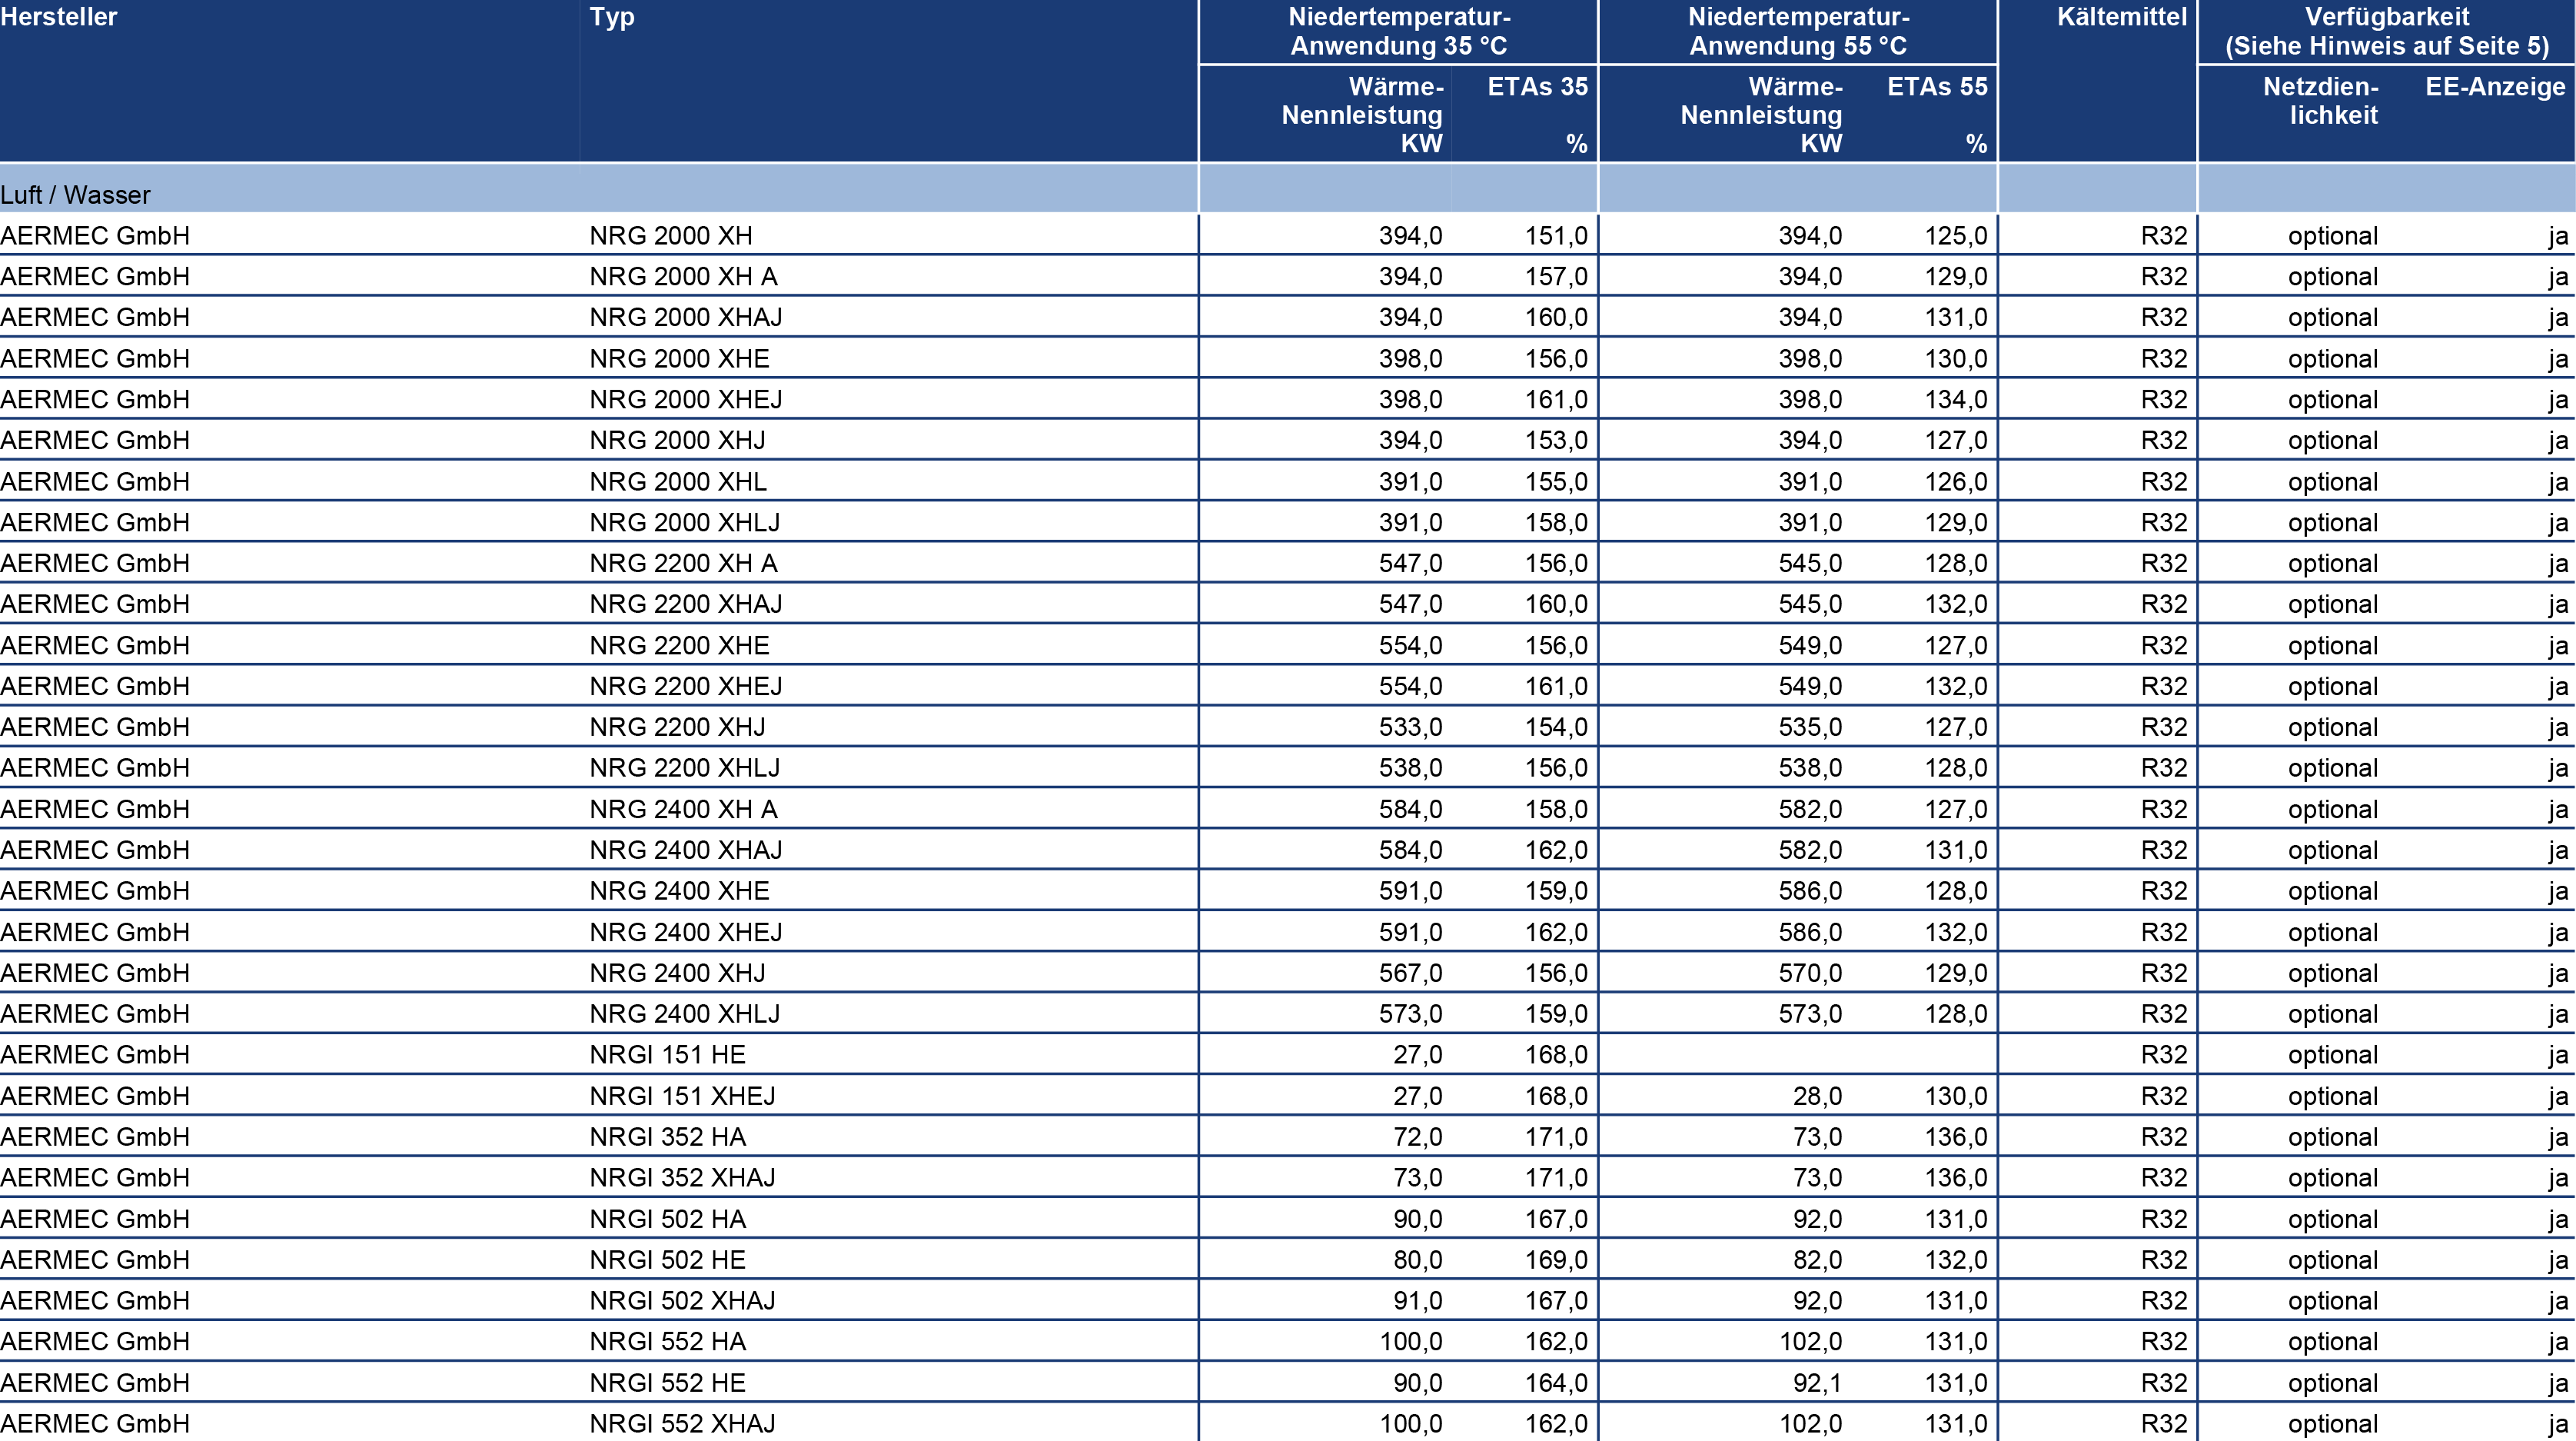 Hersteller Typ Niedertemperatur- Niedertemperatur- Kältemittel Verfügbarkeit
Anwendung 35 °C Anwendung 55 °C (Siehe Hinweis auf Seite 5)
Wärme- ETAs 35 Wärme- ETAs 55 Netzdien- EE-Anzeige
Nennleistung Nennleistung lichkeit
KW % KW %
Luft / Wasser
AERMEC GmbH NRG 2000 XH 394,0 151,0 394,0 125,0 R32 optional ja
AERMEC GmbH NRG 2000 XH A 394,0 157,0 394,0 129,0 R32 optional ja
AERMEC GmbH NRG 2000 XHAJ 394,0 160,0 394,0 131,0 R32 optional ja
AERMEC GmbH NRG 2000 XHE 398,0 156,0 398,0 130,0 R32 optional ja
AERMEC GmbH NRG 2000 XHEJ 398,0 161,0 398,0 134,0 R32 optional ja
AERMEC GmbH NRG 2000 XHJ 394,0 153,0 394,0 127,0 R32 optional ja
AERMEC GmbH NRG 2000 XHL 391,0 155,0 391,0 126,0 R32 optional ja
AERMEC GmbH NRG 2000 XHLJ 391,0 158,0 391,0 129,0 R32 optional ja
AERMEC GmbH NRG 2200 XH A 547,0 156,0 545,0 128,0 R32 optional ja
AERMEC GmbH NRG 2200 XHAJ 547,0 160,0 545,0 132,0 R32 optional ja
AERMEC GmbH NRG 2200 XHE 554,0 156,0 549,0 127,0 R32 optional ja
AERMEC GmbH NRG 2200 XHEJ 554,0 161,0 549,0 132,0 R32 optional ja
AERMEC GmbH NRG 2200 XHJ 533,0 154,0 535,0 127,0 R32 optional ja
AERMEC GmbH NRG 2200 XHLJ 538,0 156,0 538,0 128,0 R32 optional ja
AERMEC GmbH NRG 2400 XH A 584,0 158,0 582,0 127,0 R32 optional ja
AERMEC GmbH NRG 2400 XHAJ 584,0 162,0 582,0 131,0 R32 optional ja
AERMEC GmbH NRG 2400 XHE 591,0 159,0 586,0 128,0 R32 optional ja
AERMEC GmbH NRG 2400 XHEJ 591,0 162,0 586,0 132,0 R32 optional ja
AERMEC GmbH NRG 2400 XHJ 567,0 156,0 570,0 129,0 R32 optional ja
AERMEC GmbH NRG 2400 XHLJ 573,0 159,0 573,0 128,0 R32 optional ja
AERMEC GmbH NRGI 151 HE 27,0 168,0 R32 optional ja
AERMEC GmbH NRGI 151 XHEJ 27,0 168,0 28,0 130,0 R32 optional ja
AERMEC GmbH NRGI 352 HA 72,0 171,0 73,0 136,0 R32 optional ja
AERMEC GmbH NRGI 352 XHAJ 73,0 171,0 73,0 136,0 R32 optional ja
AERMEC GmbH NRGI 502 HA 90,0 167,0 92,0 131,0 R32 optional ja
AERMEC GmbH NRGI 502 HE 80,0 169,0 82,0 132,0 R32 optional ja
AERMEC GmbH NRGI 502 XHAJ 91,0 167,0 92,0 131,0 R32 optional ja
AERMEC GmbH NRGI 552 HA 100,0 162,0 102,0 131,0 R32 optional ja
AERMEC GmbH NRGI 552 HE 90,0 164,0 92,1 131,0 R32 optional ja
AERMEC GmbH NRGI 552 XHAJ 100,0 162,0 102,0 131,0 R32 optional ja